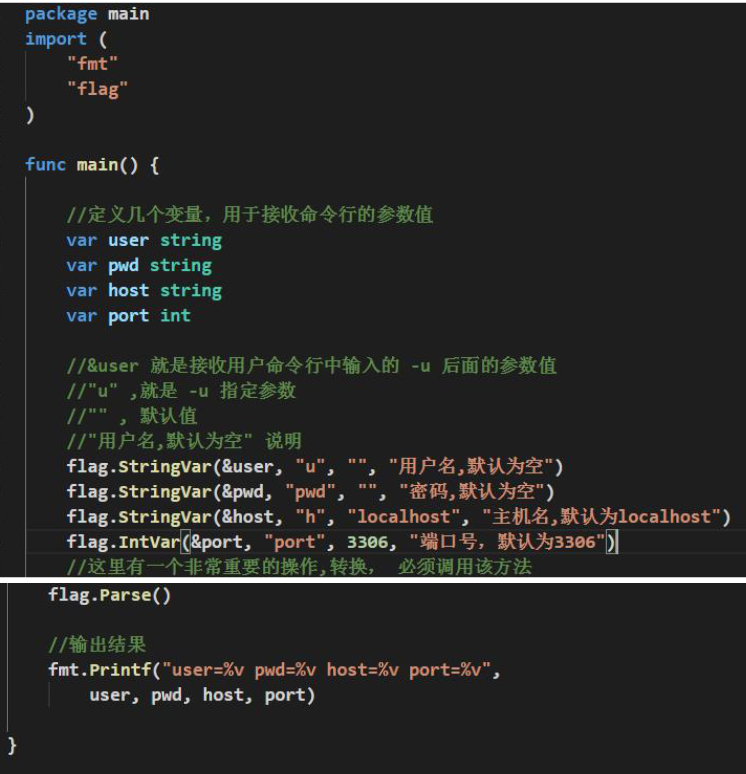 package main
import (
    "fmt"
    "flag"
)
func main() {
    //定义几个变量，用于接收命令行的参数值
    var user string
    var pwd string
    var host string
    var port int
    //&user 就是接收用户命令行中输入的 -u 后面的参数值
    //"u" ,就是 -u 指定参数
    //"" , 默认值
    //"用户名,默认为空" 说明
    flag.StringVar(&user, "u", "", "用户名,默认为空")
    flag.StringVar(&pwd, "pwd", "", "密码,默认为空")
    flag.StringVar(&host, "h", "localhost", "主机名,默认为localhost")
    flag.IntVar(&port, "port", 3306, "端口号，默认为3306")
    //这里有一个非常重要的操作,转换， 必须调用该方法
    flag.Parse()
    //输出结果
    fmt.Printf("user=%v pwd=%v host=%v port=%v",
        user, pwd, host, port)
}